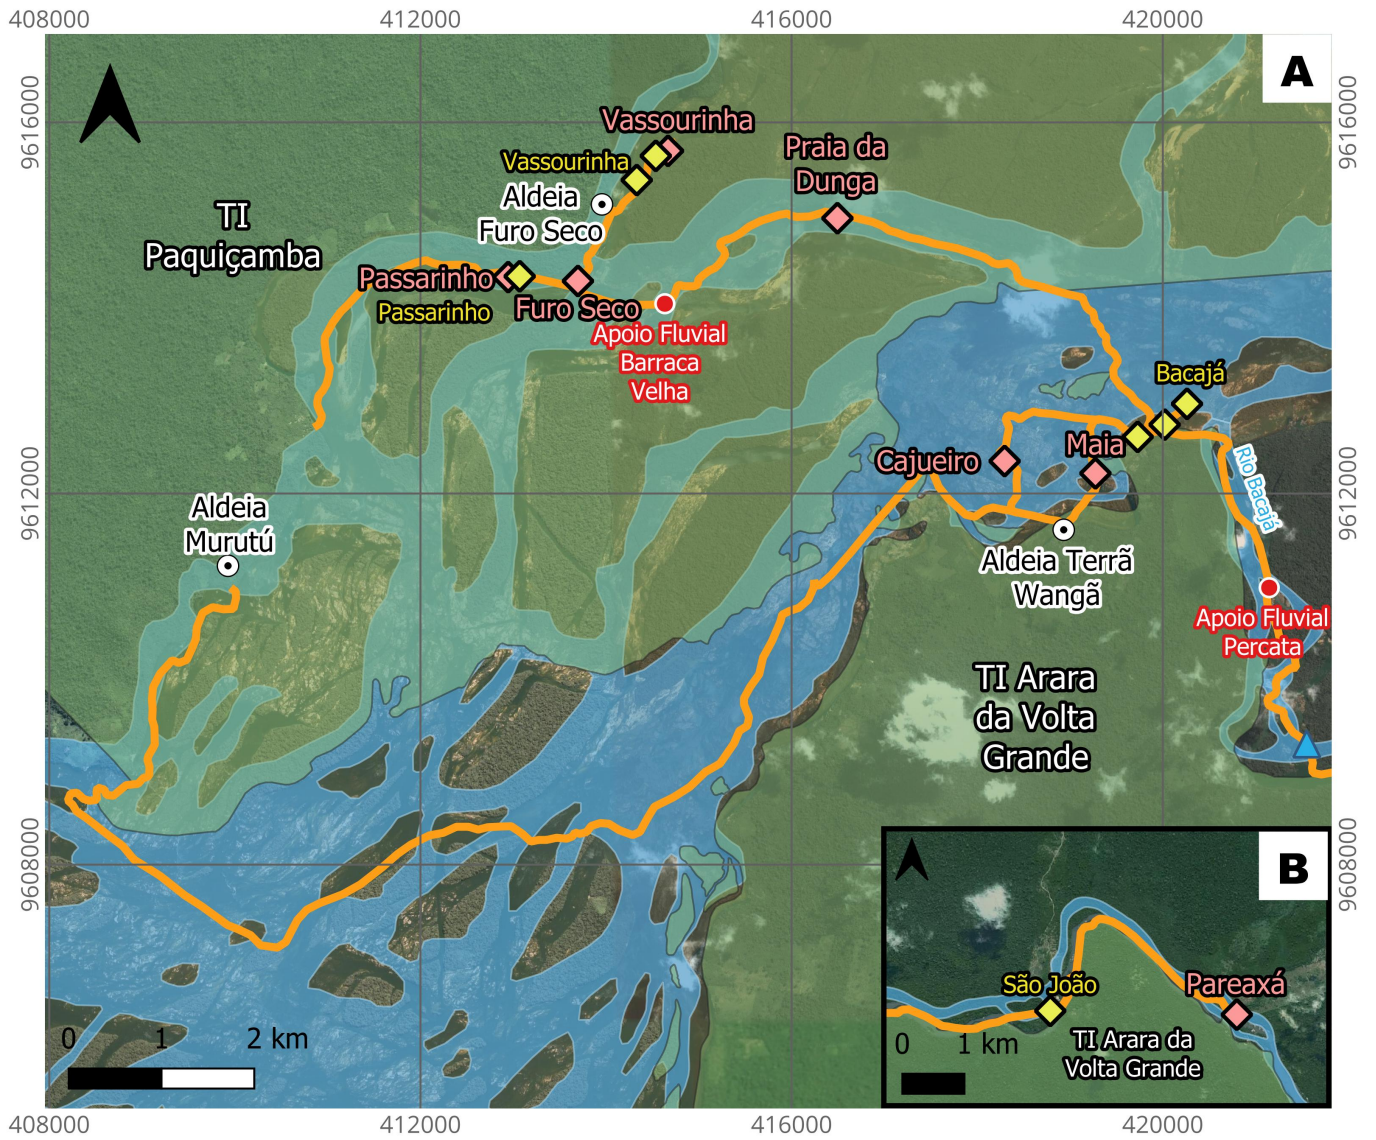 408000
412000
416000
420000
A
9616000
9616000
Vassourinha
Praia da
Dunga
Vassourinha
Aldeia
Furo Seco
TI
Paquiçamba
Passarinho
Passarinho
Furo Seco
Apoio Fluvial
Barraca
Velha
Bacajá
Maia
Cajueiro
9612000
9612000
Rio Bacajá
Aldeia
Murutú
Aldeia Terrã
Wangã
Apoio Fluvial
Percata
TI Arara
da Volta
Grande
9608000
9608000
B
São João
Pareaxá
TI Arara da
Volta Grande
0 1 km
0 1 2 km
408000
412000
416000
420000